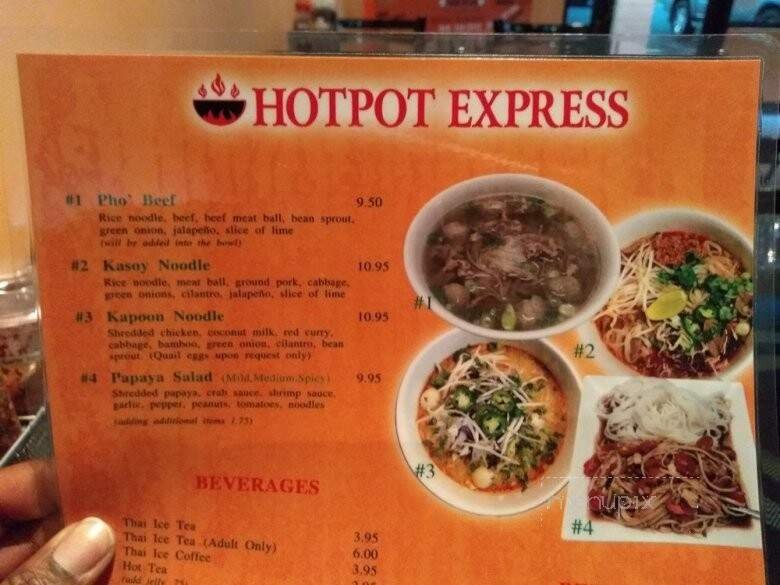 HOTPOT EXPRESS
#1 Pho' Beef 9.50
Rice noodle, beef, beef meat ball, bean sprout,
green onion, jalapeño, slice of lime
(will be added into the bowl)
#2 Kasoy Noodle 10.95
Rice noodle, meat ball, ground pork, cabbage,
green onions, cilantro, jalapeño, slice of lime
#3 Kapoon Noodle 10.95
Shredded chicken, coconut milk, red curry,
cabbage, bamboo, green onion, cilantro, bean
sprout. (Quail eggs upon request only)
#4 Papaya Salad (Mild,Medium,Spicy) 9.95
Shredded papaya, crab sauce, shrimp sauce,
garlic, pepper, peanuts, tomatoes, noodles
(adding additional items 1.75)
#1
#2
#3
#4
menupix
BEVERAGES
Thai Ice Tea 3.95
Thai Ice Tea (Adult Only) 6.00
Thai Ice Coffee 3.95
Hot Tea
(add jelly .75)